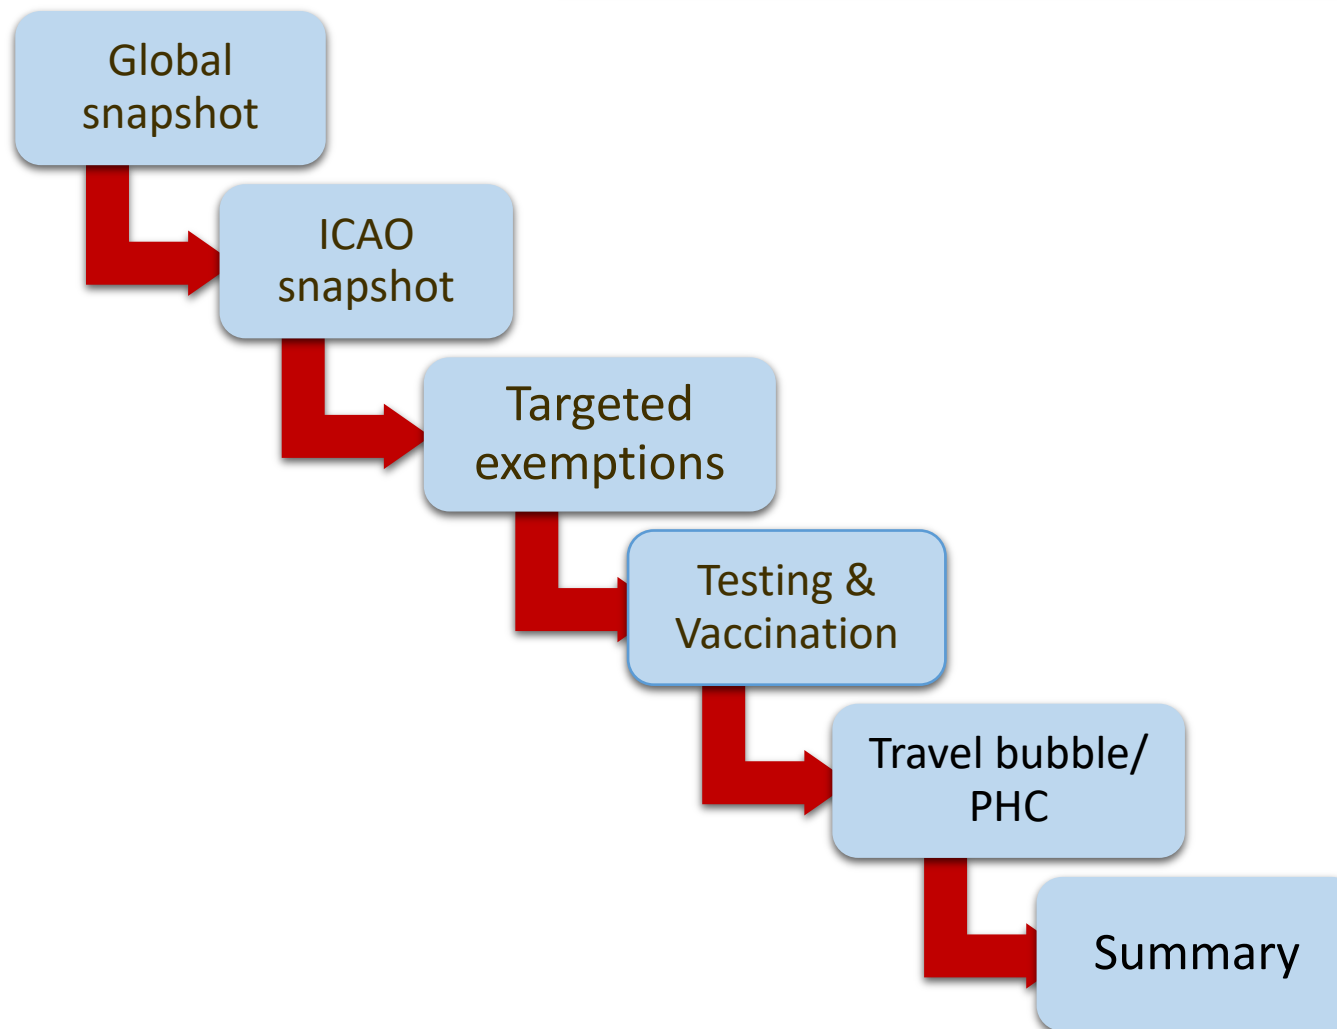 Global
snapshot
ICAO
snapshot
Targeted
exemptions
Testing &
Vaccination
Travel bubble/
PHC
Summary